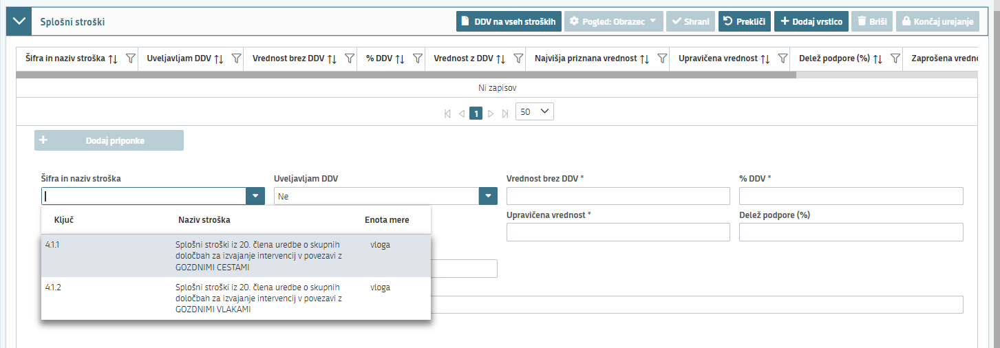 Splošni stroški
DDV na vseh stroških
Pogled: Obrazec
Shrani
Prekliči
Dodaj vrstico
Briši
Končaj urejanje
Šifra in naziv stroška
Uveljavljam DDV
Vrednost brez DDV
% DDV
Vrednost z DDV
Najvišja priznana vrednost
Upravičena vrednost
Delež podpore (%)
Zaprošena vredno
Ni zapisov
1
50
Dodaj priponke
Šifra in naziv stroška
Uveljavljam DDV
Vrednost brez DDV *
% DDV *
Ne
Upravičena vrednost *
Delež podpore (%)
Ključ
Naziv stroška
Enota mere
4.1.1
Splošni stroški iz 20. člena uredbe o skupnih
določbah za izvajanje intervencij v povezavi z
GOZDNIMI CESTAMI
vloga
4.1.2
Splošni stroški iz 20. člena uredbe o skupnih
določbah za izvajanje intervencij v povezavi z
GOZDNIMI VLAKAMI
vloga